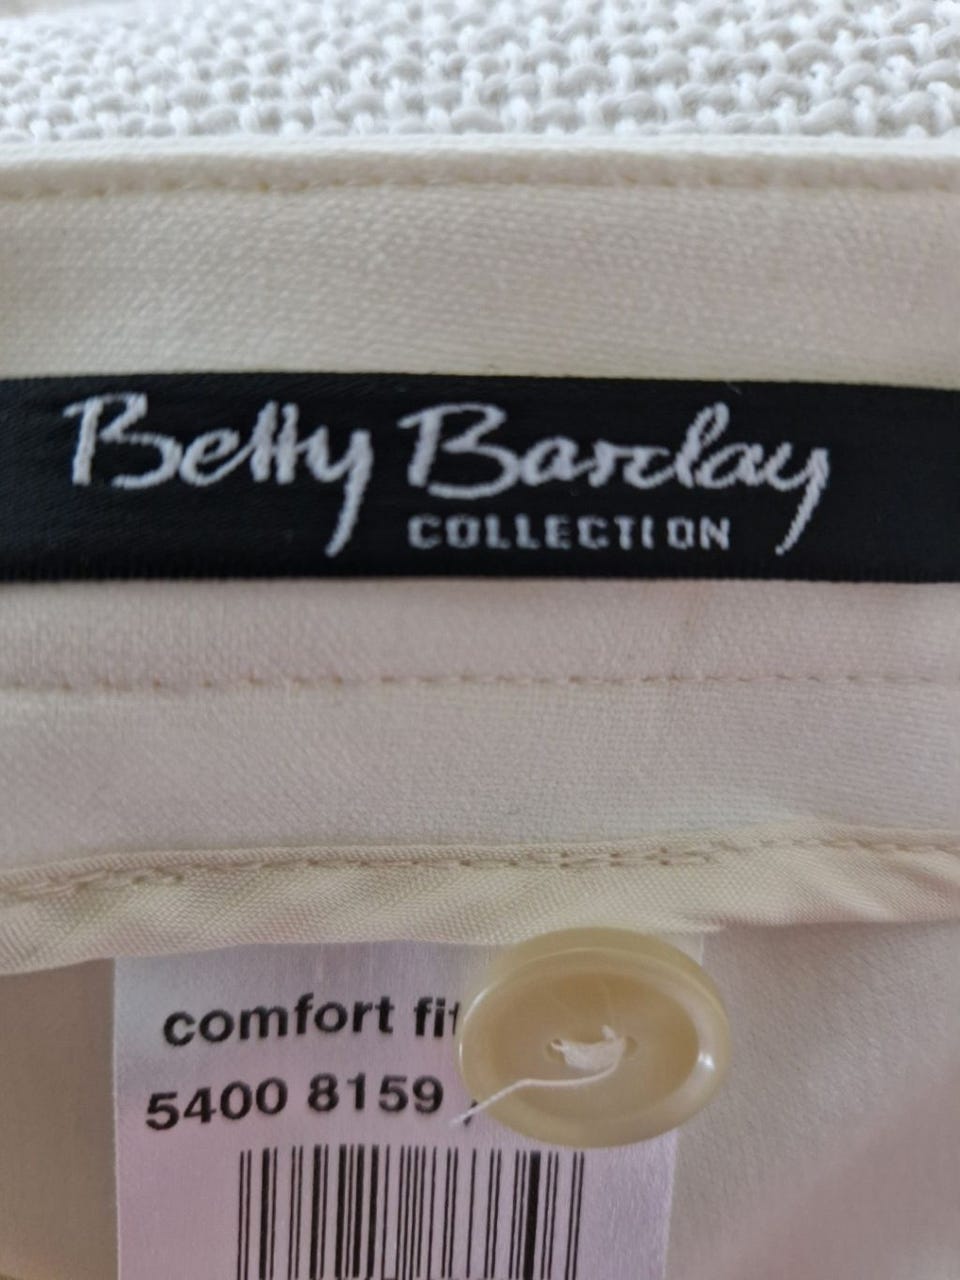 Betty Barclay
COLLECTION
comfort fit
5400 8159